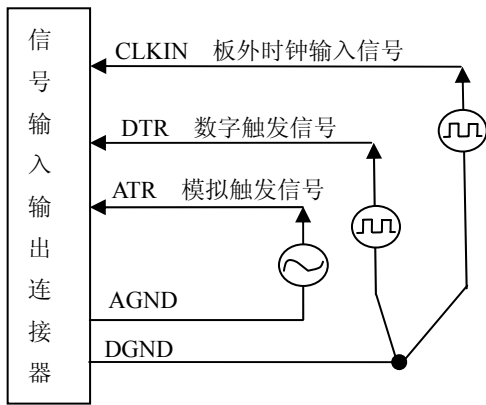 信号输入输出连接器
CLKIN 板外时钟输入信号
DTR 数字触发信号
ATR 模拟触发信号
AGND
DGND